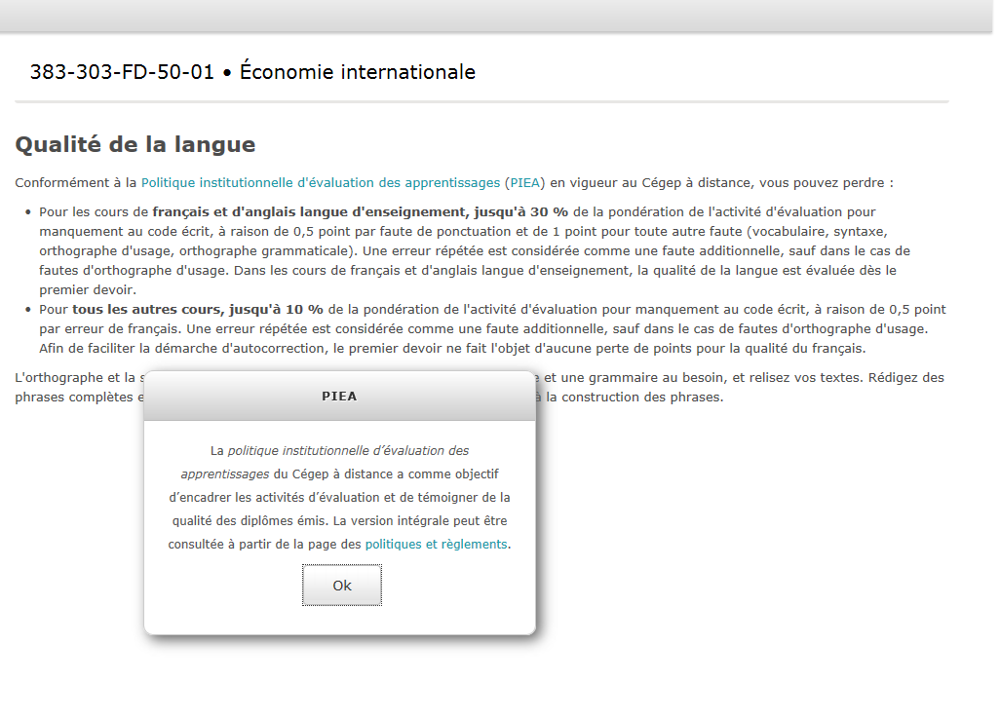 383-303-FD-50-01 • Économie internationale
Qualité de la langue
Conformément à la Politique institutionnelle d'évaluation des apprentissages (PIEA) en vigueur au Cégep à distance, vous pouvez perdre :
• Pour les cours de français et d'anglais langue d'enseignement, jusqu'à 30 % de la pondération de l'activité d'évaluation pour
manquement au code écrit, à raison de 0,5 point par faute de ponctuation et de 1 point pour toute autre faute (vocabulaire, syntaxe,
orthographe d'usage, orthographe grammaticale). Une erreur répétée est considérée comme une faute additionnelle, sauf dans le cas de
fautes d'orthographe d'usage. Dans les cours de français et d'anglais langue d'enseignement, la qualité de la langue est évaluée dès le
premier devoir.
• Pour tous les autres cours, jusqu'à 10 % de la pondération de l'activité d'évaluation pour manquement au code écrit, à raison de 0,5 point
par erreur de français. Une erreur répétée est considérée comme une faute additionnelle, sauf dans le cas de fautes d'orthographe d'usage.
Afin de faciliter la démarche d'autocorrection, le premier devoir ne fait l'objet d'aucune perte de points pour la qualité du français.
L'orthographe et la et une grammaire au besoin, et relisez vos textes. Rédigez des
phrases complètes à la construction des phrases.
PIEA
La politique institutionnelle d’évaluation des
apprentissages du Cégep à distance a comme objectif
d’encadrer les activités d’évaluation et de témoigner de la
qualité des diplômes émis. La version intégrale peut être
consultée à partir de la page des politiques et règlements.
Ok